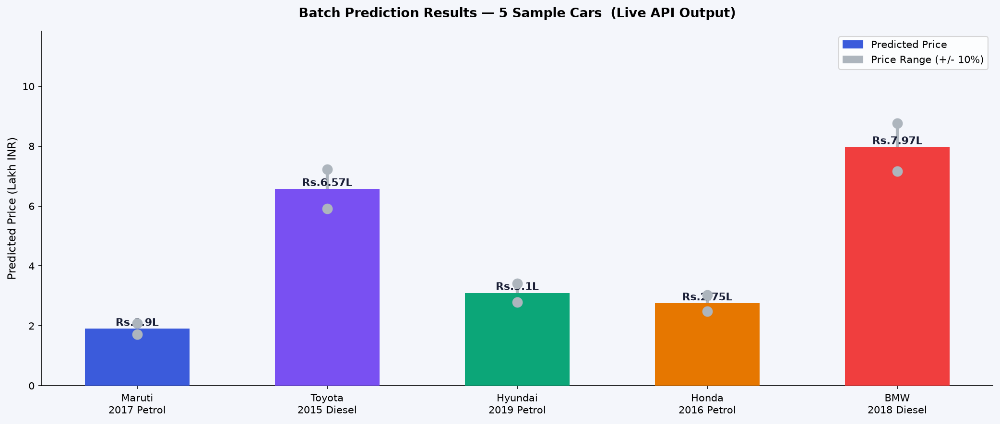 Batch Prediction Results — 5 Sample Cars (Live API Output)
Predicted Price
Price Range (+/- 10%)
Predicted Price (Lakh INR)
10
8
6
4
2
0
Rs.6.57L
Rs.7.97L
Maruti
2017 Petrol
Toyota
2015 Diesel
Hyundai
2019 Petrol
Honda
2016 Petrol
BMW
2018 Diesel